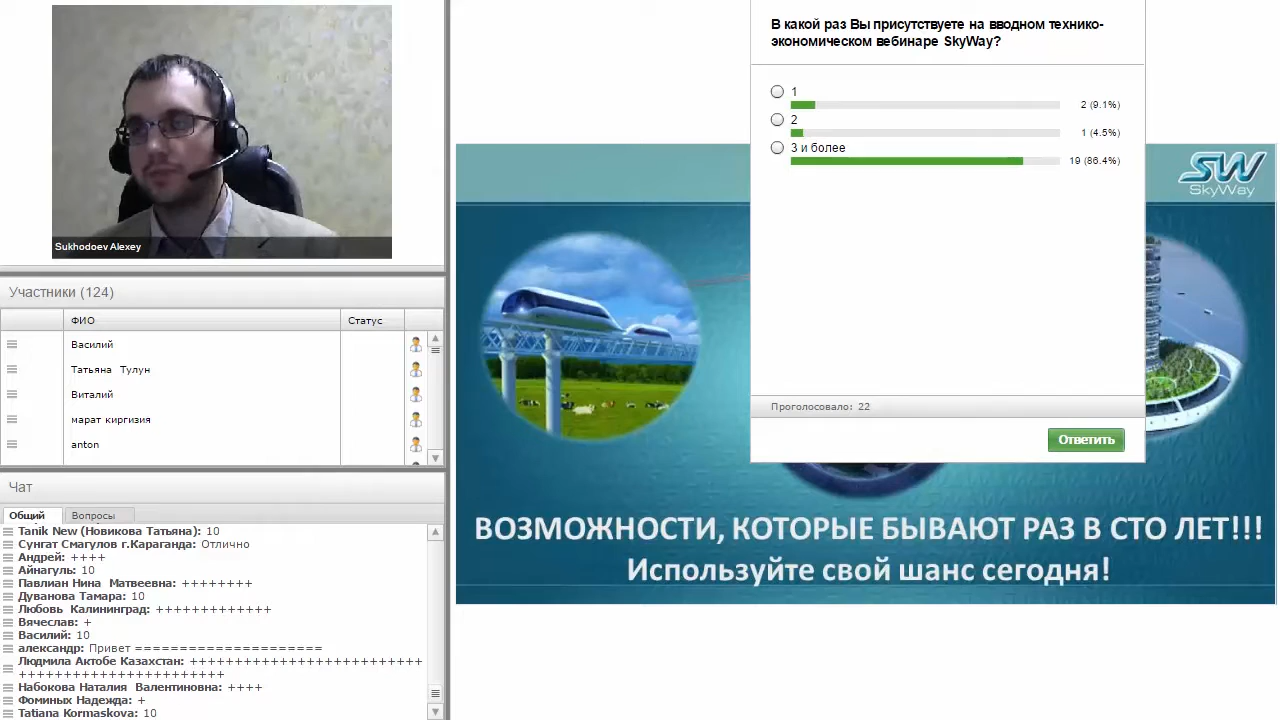 Sukhodoev Alexey
Участники (124)
ФИО
Статус
Василий
Татьяна Тулун
Виталий
марат киргизия
anton
Чат
Общий
Вопросы
Tanik New (Новикова Татьяна): 10
Сунгат Смагулов г.Караганда: Отлично
Андрей: ++++
Айнагуль: 10
Павлиан Нина Матвеевна: ++++++++
Дуванова Тамара: 10
Любовь Калининград: +++++++++++++
Вячеслав: +
Василий: 10
александр: Привет =====================
Людмила Актобе Казахстан: ++++++++++++++++++++++++++
+++++++++++++++++++++++
Набокова Наталия Валентиновна: ++++
Фоминых Надежда: +
Tatiana Kormaskova: 10
В какой раз Вы присутствуете на вводном технико-
экономическом вебинаре SkyWay?
1
2 (9.1%)
2
1 (4.5%)
3 и более
19 (86.4%)
Проголосовало: 22
Ответить
SW
SkyWay
ВОЗМОЖНОСТИ, КОТОРЫЕ БЫВАЮТ РАЗ В СТО ЛЕТ!!!
Используйте свой шанс сегодня!